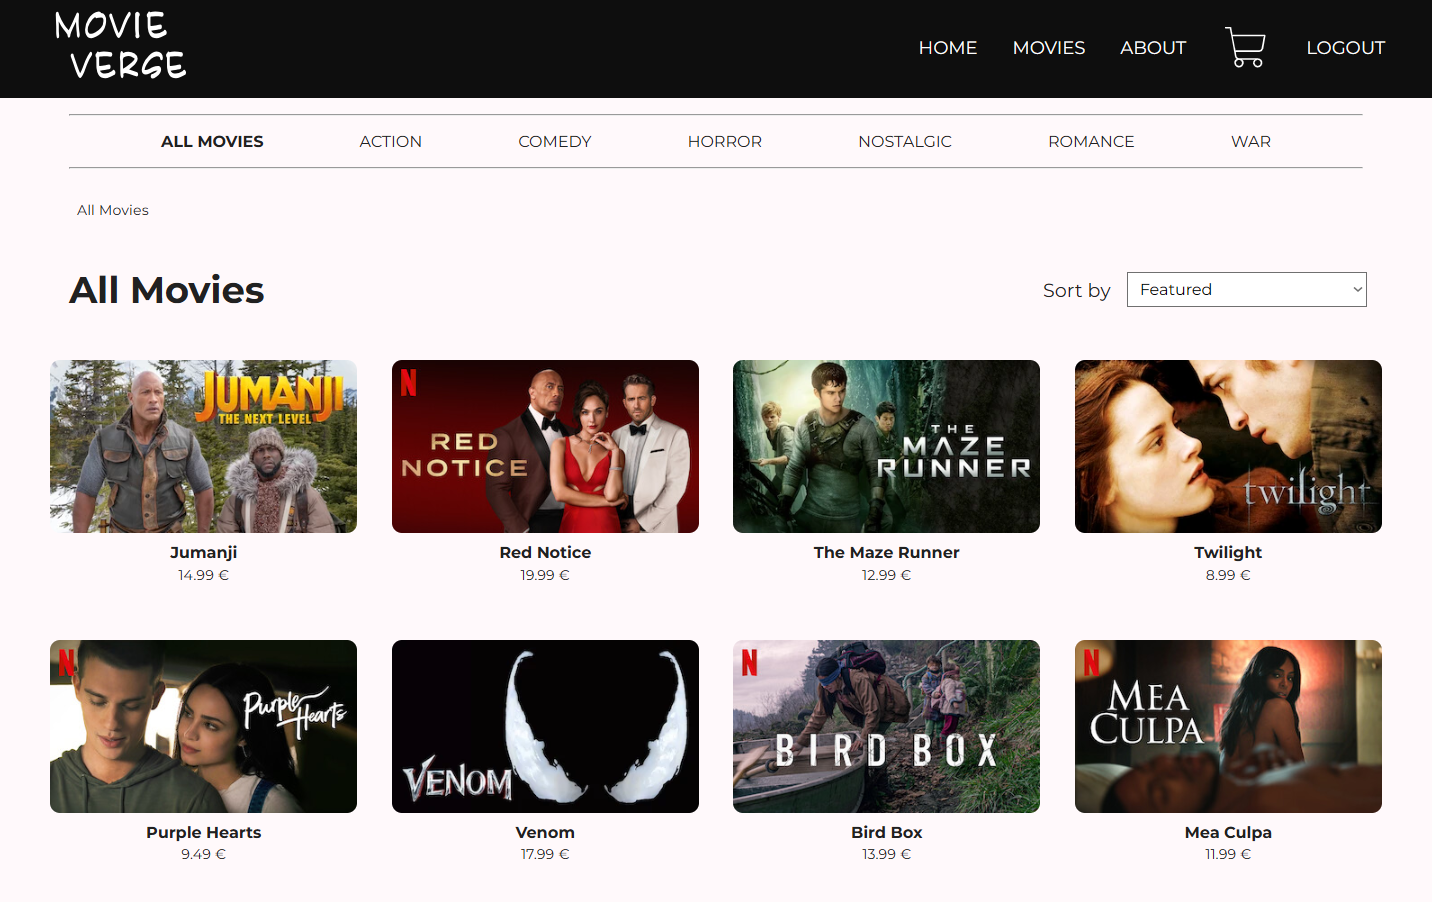 MOVIE
VERSE
HOME MOVIES ABOUT LOGOUT
ALL MOVIES ACTION COMEDY HORROR NOSTALGIC ROMANCE WAR
All Movies
All Movies
Sort by Featured
JUMANJI
THE NEXT LEVEL
N
RED
NOTICE
THE
MAZE
RUNNER
twilight
Jumanji Red Notice The Maze Runner Twilight
14.99 € 19.99 € 12.99 € 8.99 €
N
Purple
Hearts
VENOM
N
BIRD BOX
N
MEA
CULPA
Purple Hearts Venom Bird Box Mea Culpa
9.49 € 17.99 € 13.99 € 11.99 €